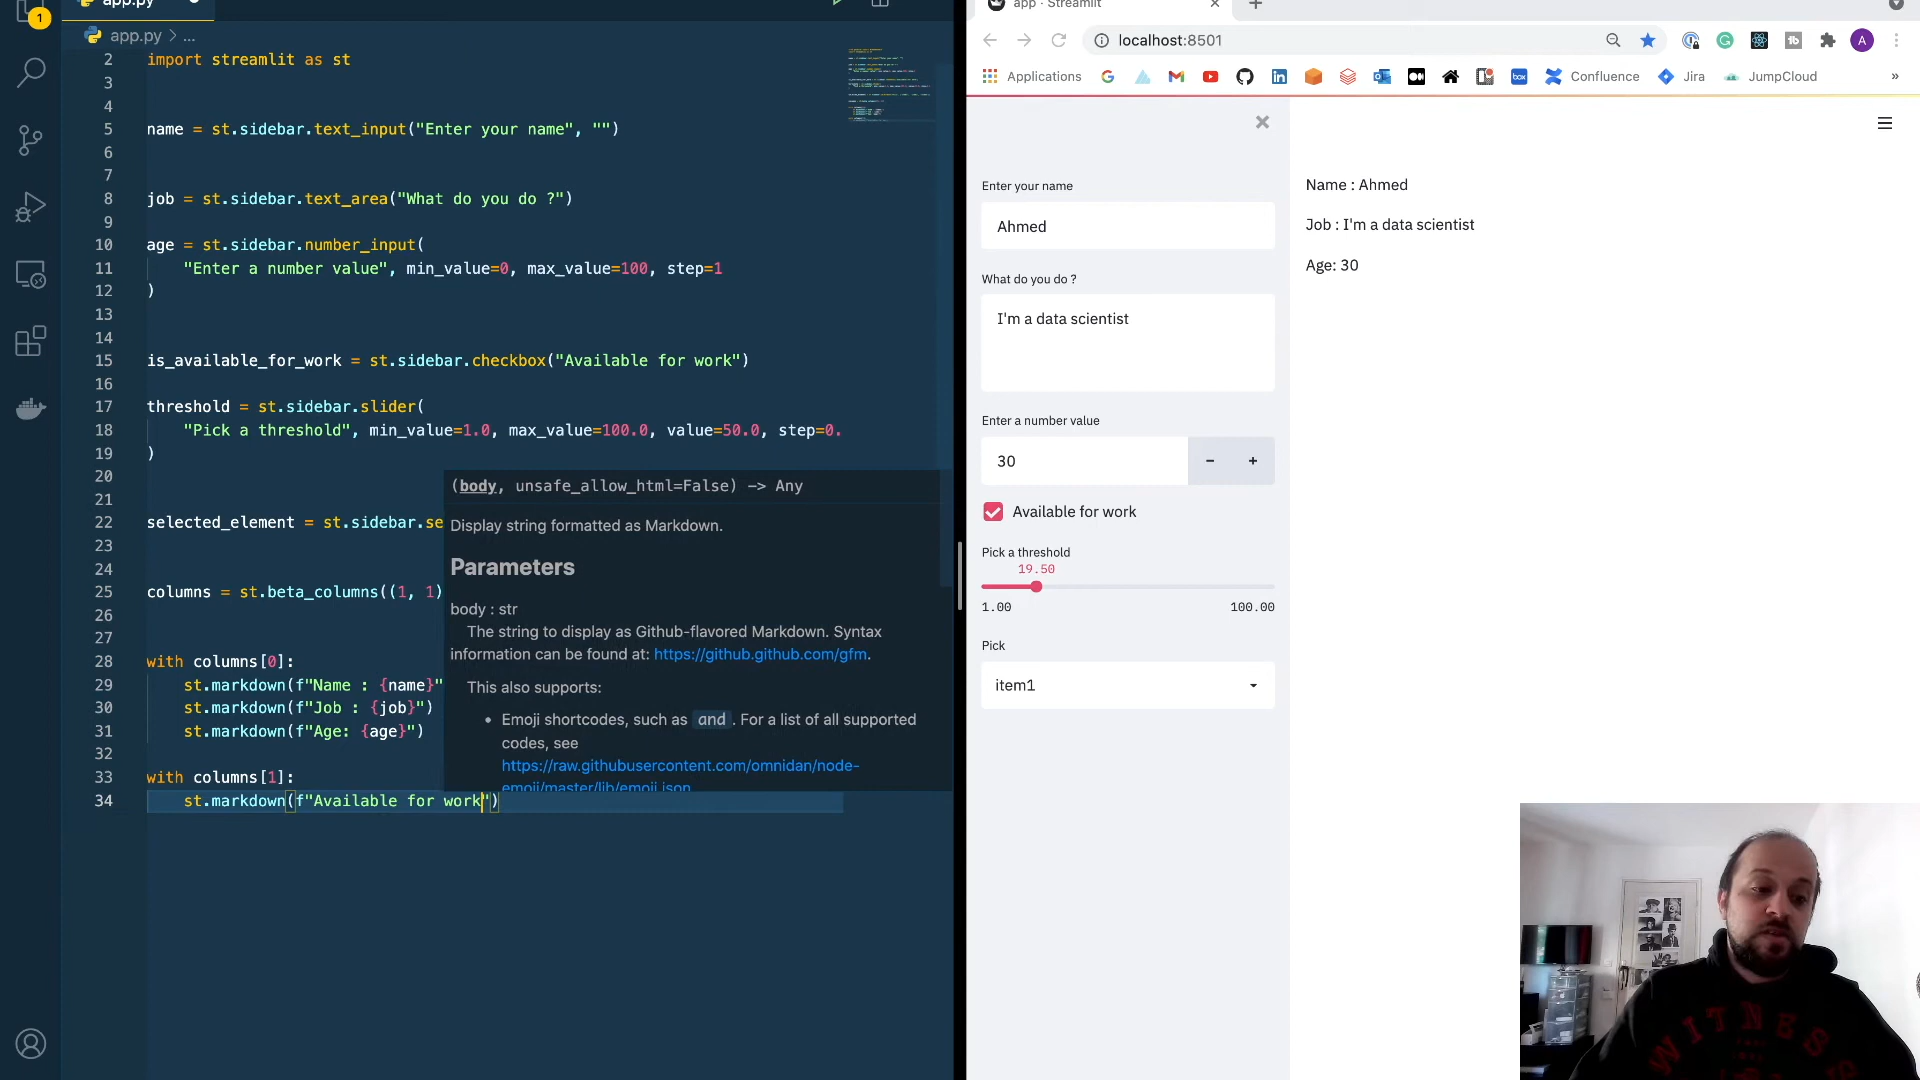 1
app.py
app.py > ...
2 import streamlit as st
3
4
5 name = st.sidebar.text_input("Enter your name", "")
6
7
8 job = st.sidebar.text_area("What do you do ?")
9
10 age = st.sidebar.number_input(
11 "Enter a number value", min_value=0, max_value=100, step=1
12 )
13
14
15 is_available_for_work = st.sidebar.checkbox("Available for work")
16
17 threshold = st.sidebar.slider(
18 "Pick a threshold", min_value=1.0, max_value=100.0, value=50.0, step=0.
19 )
20
21
22 selected_element = st.sidebar.se
23
24
25 columns = st.beta_columns((1, 1)
26
27
28 with columns[0]:
29 st.markdown(f"Name : {name}"
30 st.markdown(f"Job : {job}")
31 st.markdown(f"Age: {age}")
32
33 with columns[1]:
34 st.markdown(f"Available for work")
(body, unsafe_allow_html=False) -> Any
Display string formatted as Markdown.
Parameters
body : str
The string to display as Github-flavored Markdown. Syntax
information can be found at: https://github.github.com/gfm.
This also supports:
• Emoji shortcodes, such as and . For a list of all supported
codes, see
https://raw.githubusercontent.com/omnidan/node-
emoji/master/lib/emoji.json
app · Streamlit
localhost:8501
A
Applications
Confluence
Jira
JumpCloud
»
Enter your name
Ahmed
What do you do ?
I'm a data scientist
Enter a number value
30 - +
Available for work
Pick a threshold
19.50
1.00 100.00
Pick
item1
Name : Ahmed
Job : I'm a data scientist
Age: 30
WITNESS